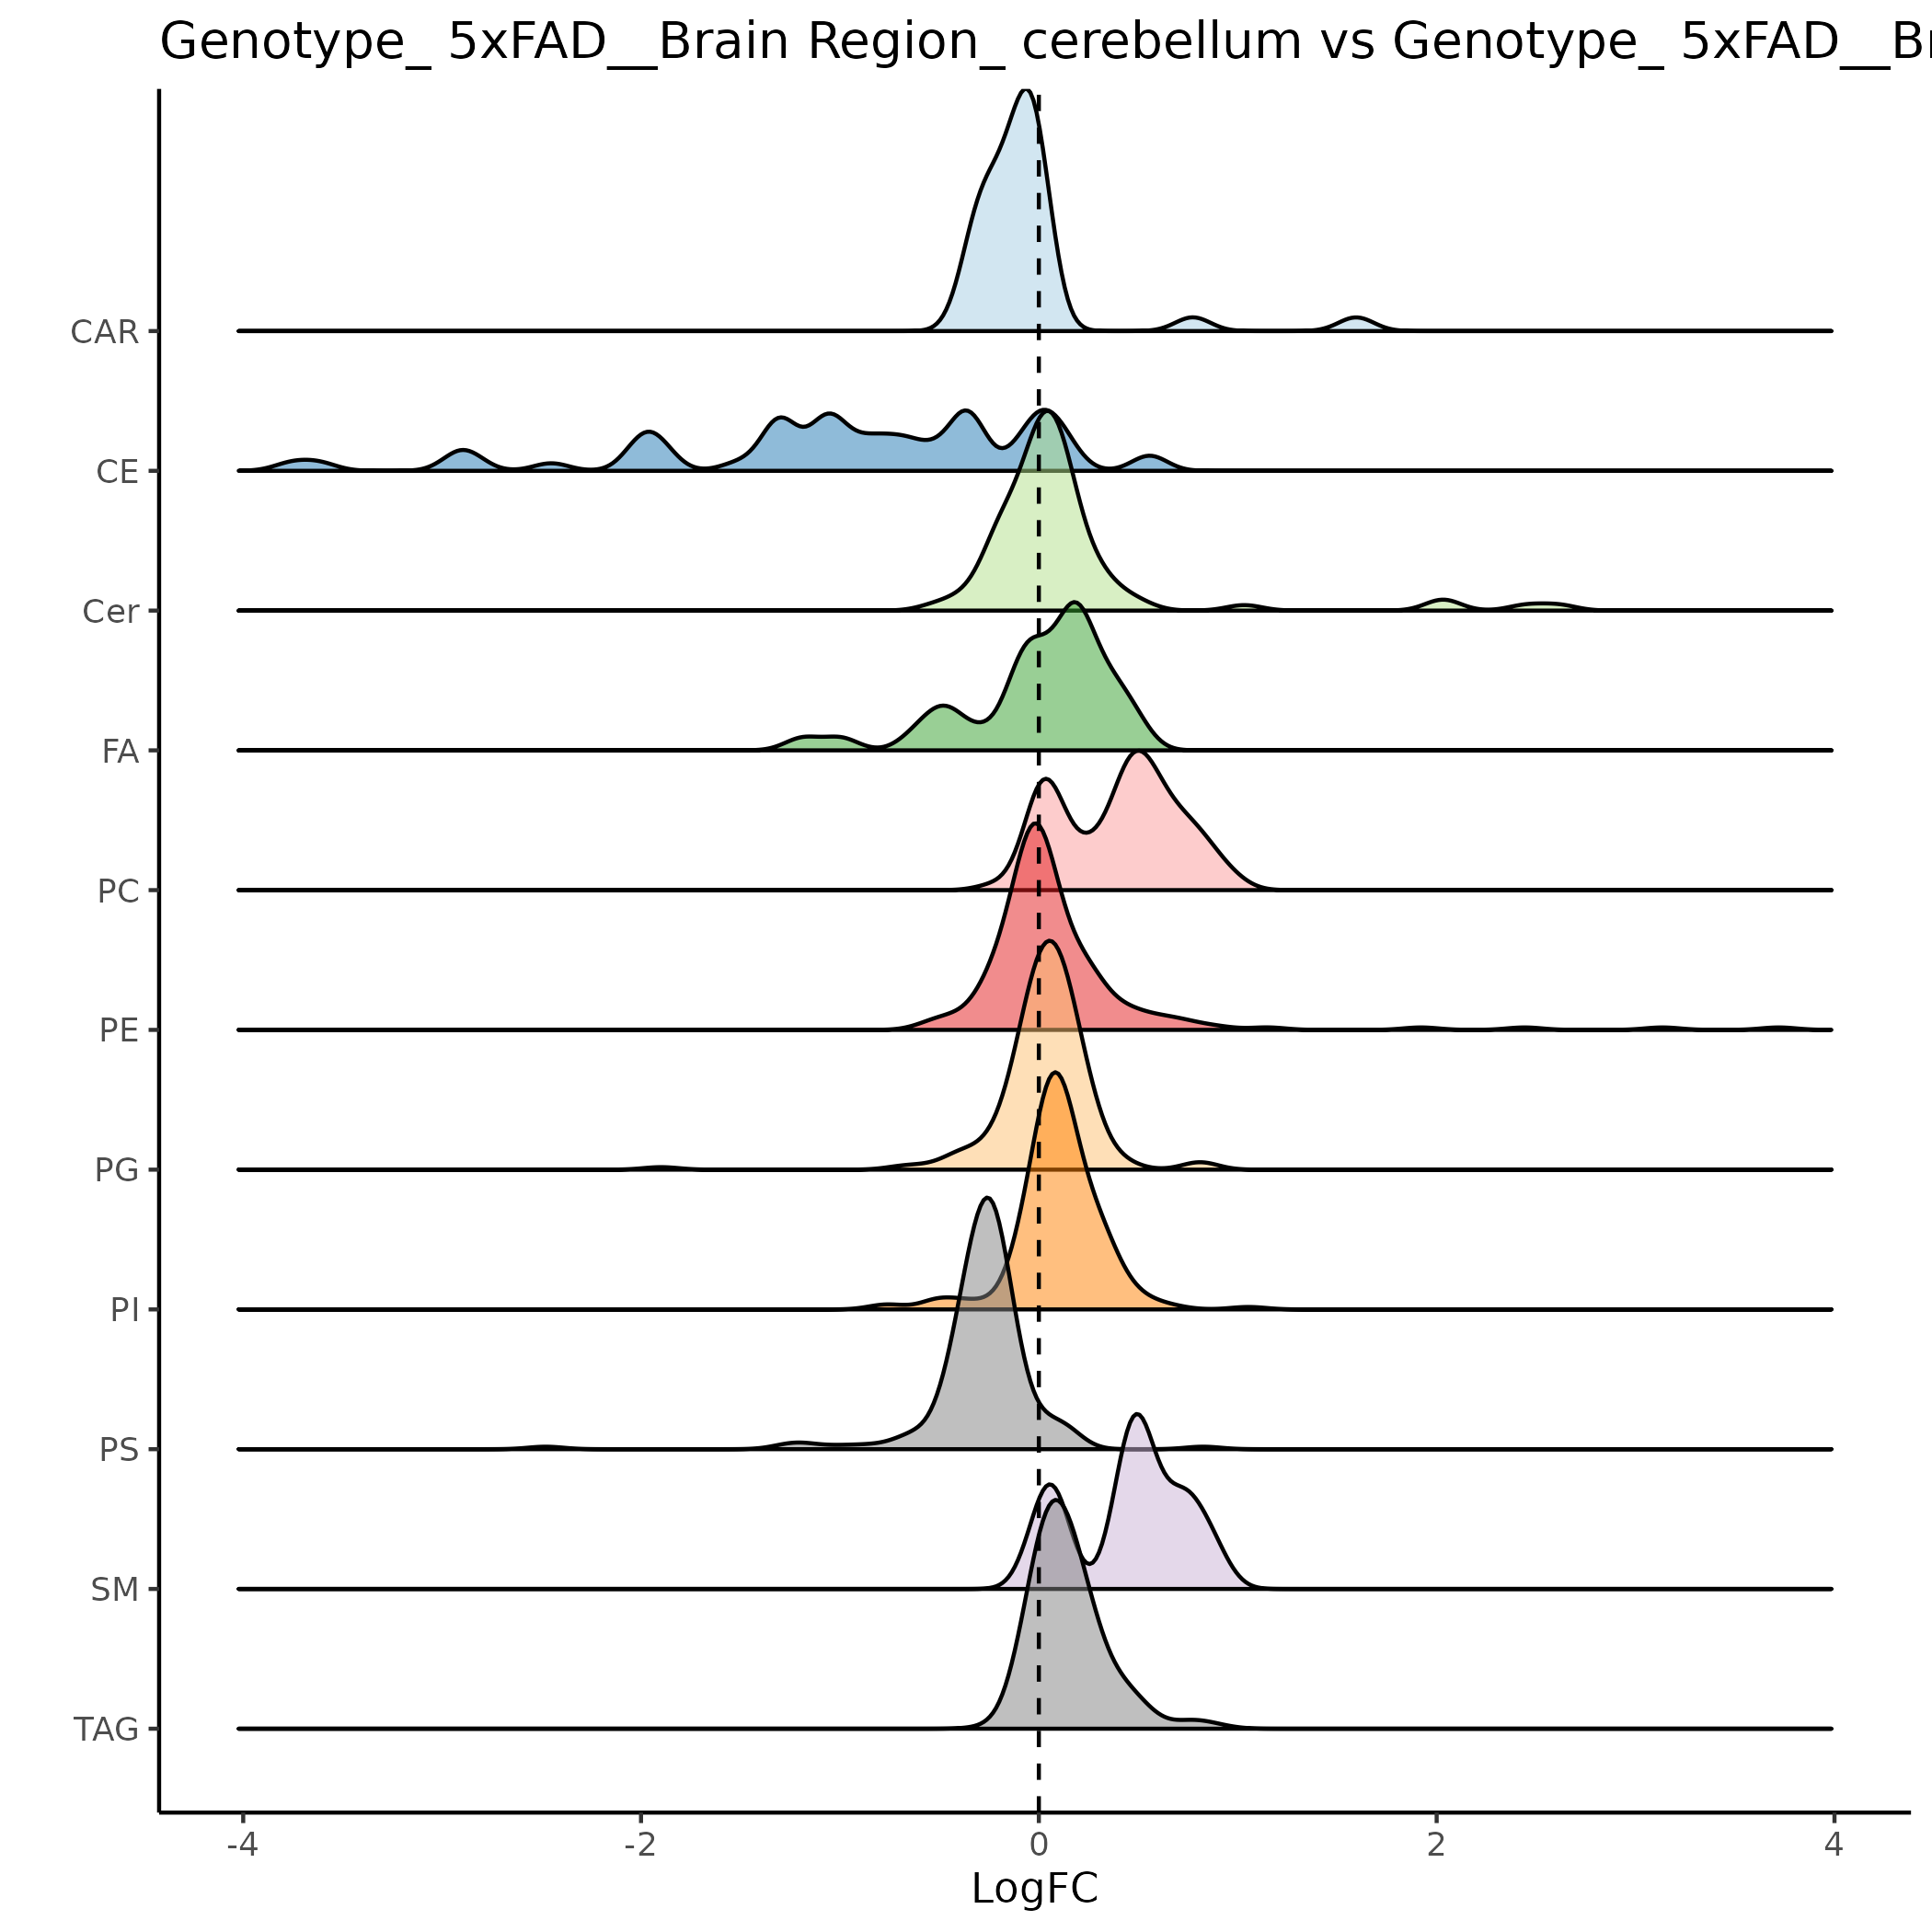 Genotype_ 5xFAD__Brain Region_ cerebellum vs Genotype_ 5xFAD__Br
CAR
CE
Cer
FA
PC
PE
PG
PI
PS
SM
TAG
-4 -2 0 2 4
LogFC